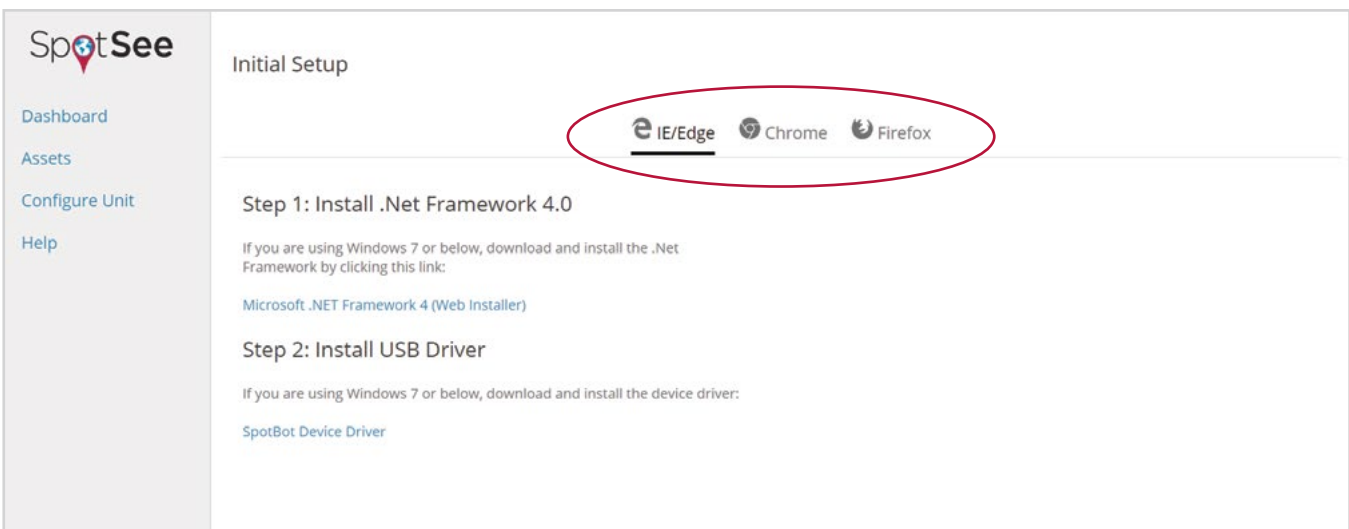 SpotSee
Initial Setup
Dashboard
Assets
Configure Unit
Help
IE/Edge Chrome Firefox
Step 1: Install .Net Framework 4.0
If you are using Windows 7 or below, download and install the .Net
Framework by clicking this link:
Microsoft .NET Framework 4 (Web Installer)
Step 2: Install USB Driver
If you are using Windows 7 or below, download and install the device driver:
SpotBot Device Driver